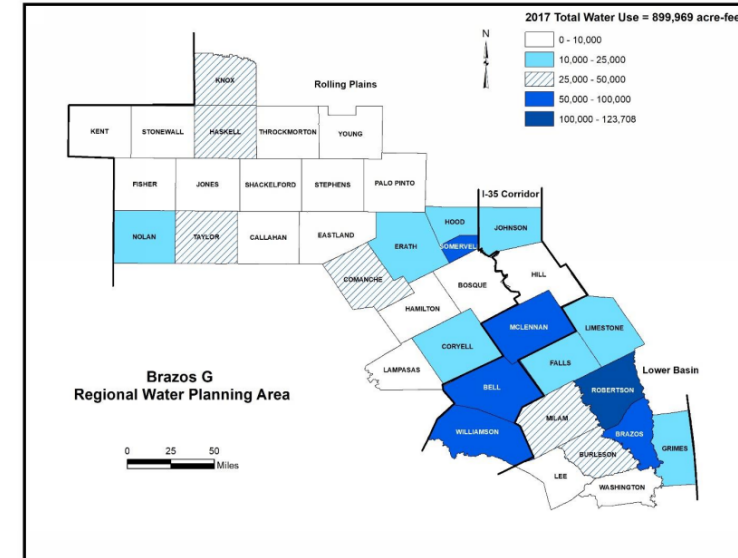 2017 Total Water Use = 899,969 acre-fee
N
0 - 10,000
10,000 - 25,000
25,000 - 50,000
50,000 - 100,000
100,000 - 123,708
Rolling Plains
KNOX
KENT
STONEWALL
HASKELL
THROCKMORTON
YOUNG
FISHER
JONES
SHACKELFORD
STEPHENS
PALO PINTO
I-35 Corridor
NOLAN
TAYLOR
CALLAHAN
EASTLAND
ERATH
HOOD
JOHNSON
SOMERVEL
COMANCHE
BOSQUE
HILL
HAMILTON
MCLENNAN
LIMESTONE
CORYELL
FALLS
LAMPASAS
Lower Basin
Brazos G
Regional Water Planning Area
BELL
ROBERTSON
MILAM
WILLIAMSON
BRAZOS
GRIMES
BURLESON
LEE
WASHINGTON
0 25 50
Miles